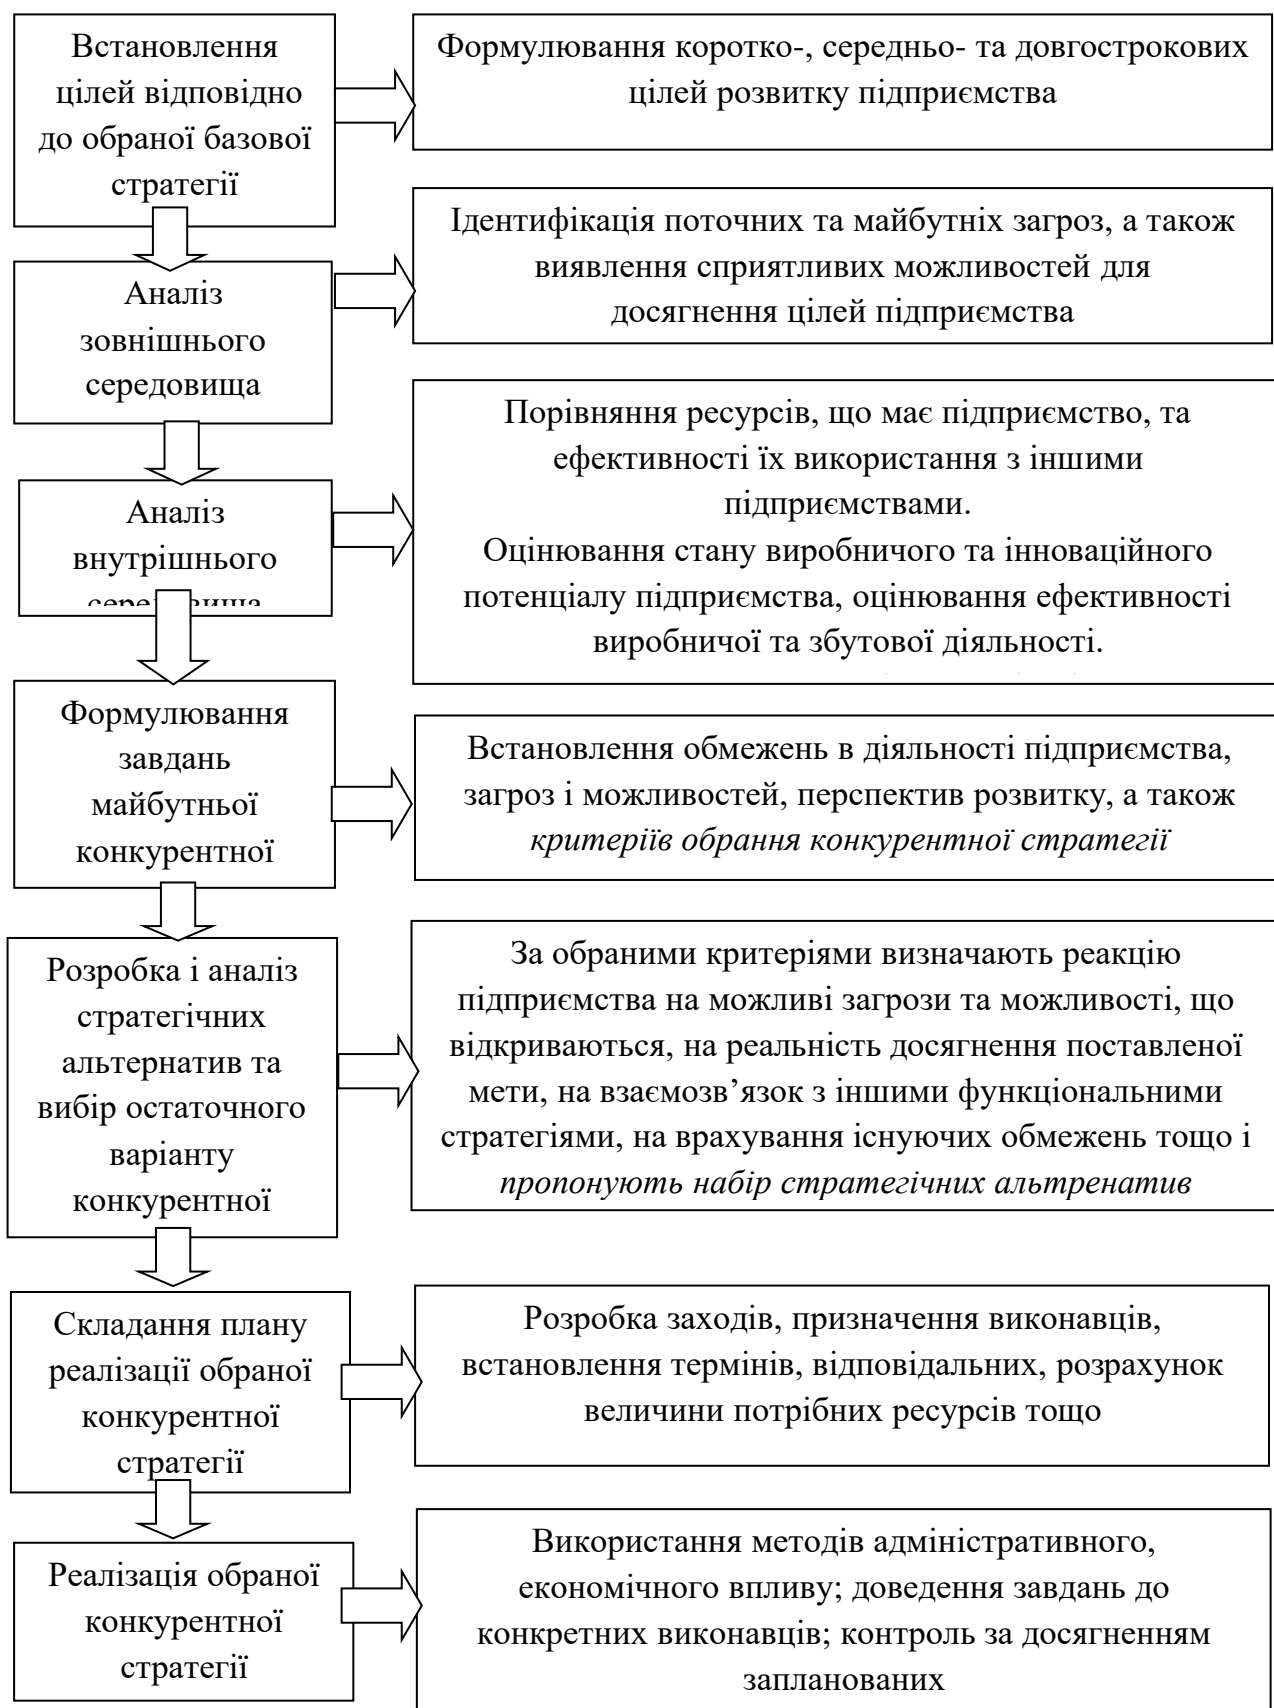 Встановлення
цілей відповідно
до обраної базової
стратегії
Формулювання коротко-, середньо- та довгострокових
цілей розвитку підприємства
Аналіз
зовнішнього
середовища
Ідентифікація поточних та майбутніх загроз, а також
виявлення сприятливих можливостей для
досягнення цілей підприємства
Аналіз
внутрішнього
Порівняння ресурсів, що має підприємство, та
ефективності їх використання з іншими
підприємствами.
Оцінювання стану виробничого та інноваційного
потенціалу підприємства, оцінювання ефективності
виробничої та збутової діяльності.
Формулювання
завдань
майбутньої
конкурентної
Встановлення обмежень в діяльності підприємства,
загроз і можливостей, перспектив розвитку, а також
критеріїв обрання конкурентної стратегії
Розробка і аналіз
стратегічних
альтернатив та
вибір остаточного
варіанту
конкурентної
За обраними критеріями визначають реакцію
підприємства на можливі загрози та можливості, що
відкриваються, на реальність досягнення поставленої
мети, на взаємозв’язок з іншими функціональними
стратегіями, на врахування існуючих обмежень тощо і
пропонують набір стратегічних альтренатив
Складання плану
реалізації обраної
конкурентної
стратегії
Розробка заходів, призначення виконавців,
встановлення термінів, відповідальних, розрахунок
величини потрібних ресурсів тощо
Реалізація обраної
конкурентної
стратегії
Використання методів адміністративного,
економічного впливу; доведення завдань до
конкретних виконавців; контроль за досягненням
запланованих